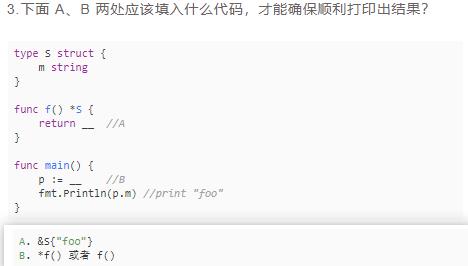 3.下面 A、B 两处应该填入什么代码，才能确保顺利打印出结果？
type S struct {
    m string
}
func f() *S {
    return __  //A
}
func main() {
    p := __    //B
    fmt.Println(p.m) //print "foo"
}
A. &S{"foo"}
B. *f() 或者 f()